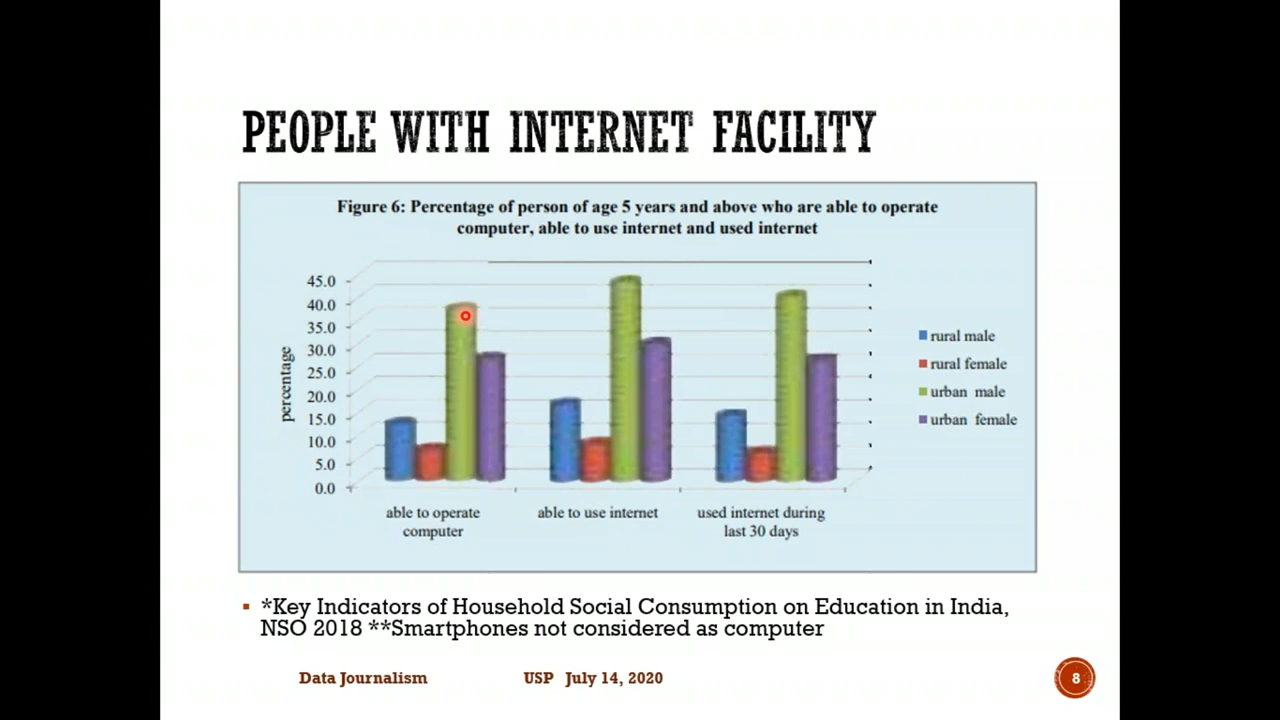 PEOPLE WITH INTERNET FACILITY
Figure 6: Percentage of person of age 5 years and above who are able to operate
computer, able to use internet and used internet
45.0
40.0
35.0
30.0
25.0
20.0
15.0
10.0
5.0
0.0
percentage
able to operate
computer
able to use internet
used internet during
last 30 days
rural male
rural female
urban male
urban female
*Key Indicators of Household Social Consumption on Education in India,
NSO 2018 **Smartphones not considered as computer
Data Journalism USP July 14, 2020
8